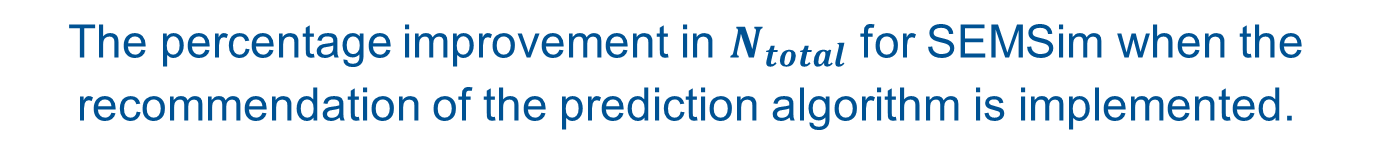 The percentage improvement in N_total for SEMSim when the
recommendation of the prediction algorithm is implemented.